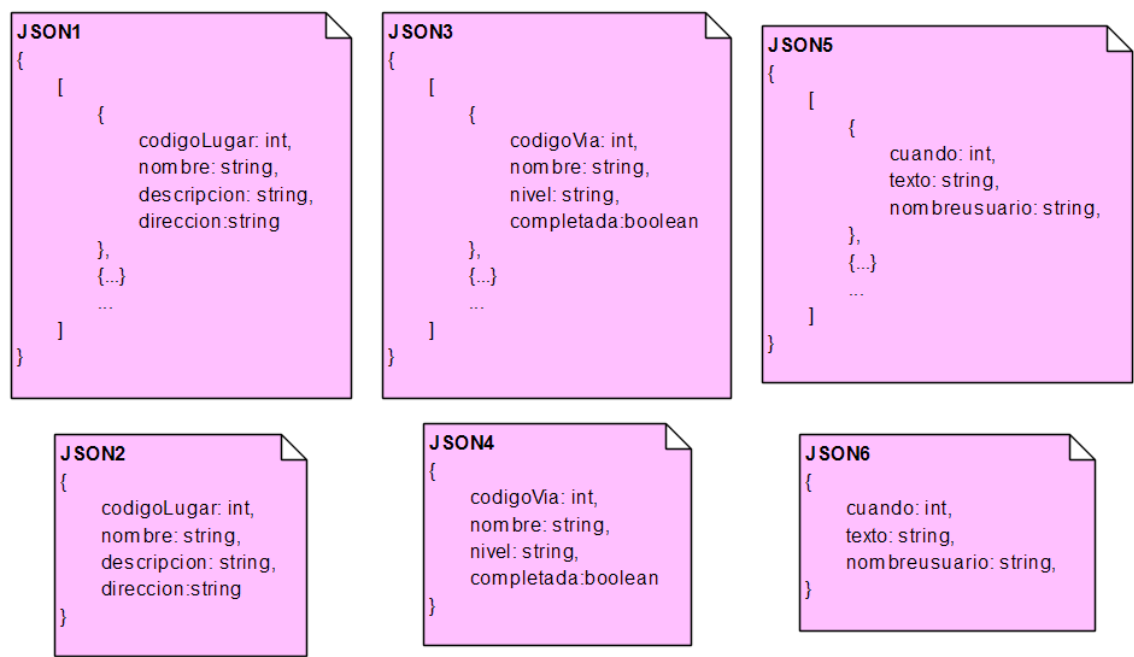 JSON1
{
[
{
codigoLugar: int,
nombre: string,
descripcion: string,
direccion:string
},
{...}
...
]
}
JSON3
{
[
{
codigoVia: int,
nombre: string,
nivel: string,
completada:boolean
},
{...}
...
]
}
JSON5
{
[
{
cuando: int,
texto: string,
nombreusuario: string,
},
{...}
...
]
}
JSON2
{
codigoLugar: int,
nombre: string,
descripcion: string,
direccion:string
}
JSON4
{
codigoVia: int,
nombre: string,
nivel: string,
completada:boolean
}
JSON6
{
cuando: int,
texto: string,
nombreusuario: string,
}